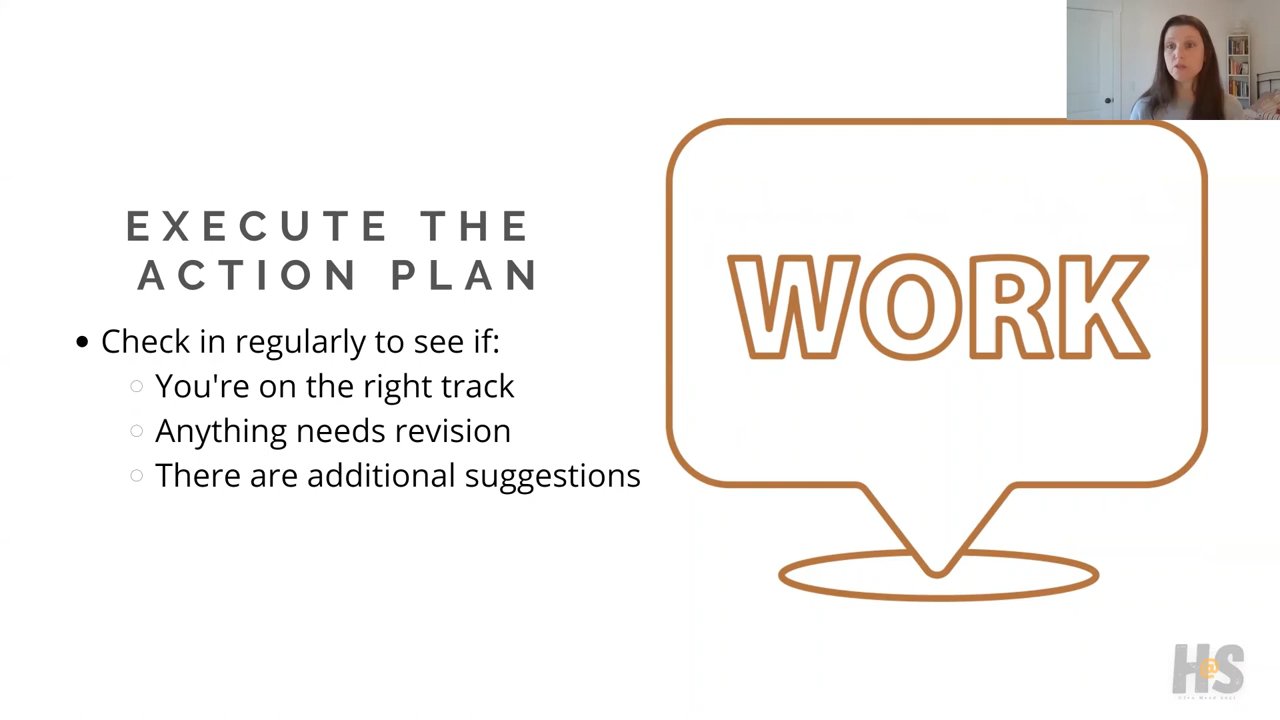 EXECUTE THE
ACTION PLAN
Check in regularly to see if:
You're on the right track
Anything needs revision
There are additional suggestions
WORK
H@S